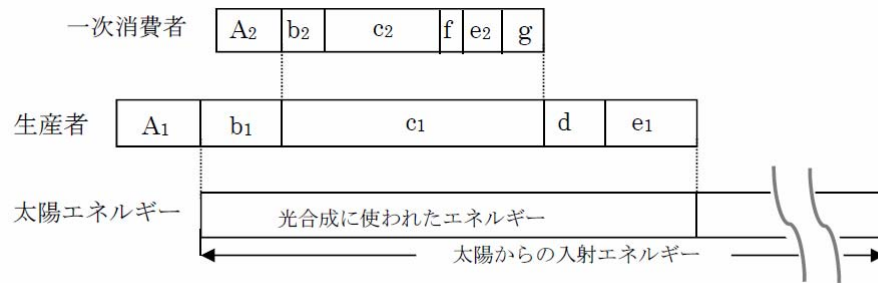 一次消費者 A₂ b₂ c₂ f e₂ g
生産者 A₁ b₁ c₁ d e₁
太陽エネルギー 光合成に使われたエネルギー
太陽からの入射エネルギー